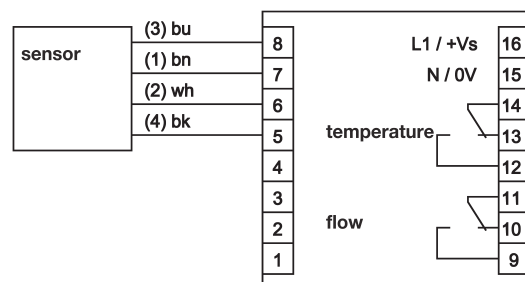 (3) bu
8
L1 / +Vs
16
sensor
(1) bn
7
N / 0V
15
(2) wh
6
14
(4) bk
5
temperature
13
4
12
3
11
2
flow
10
1
9